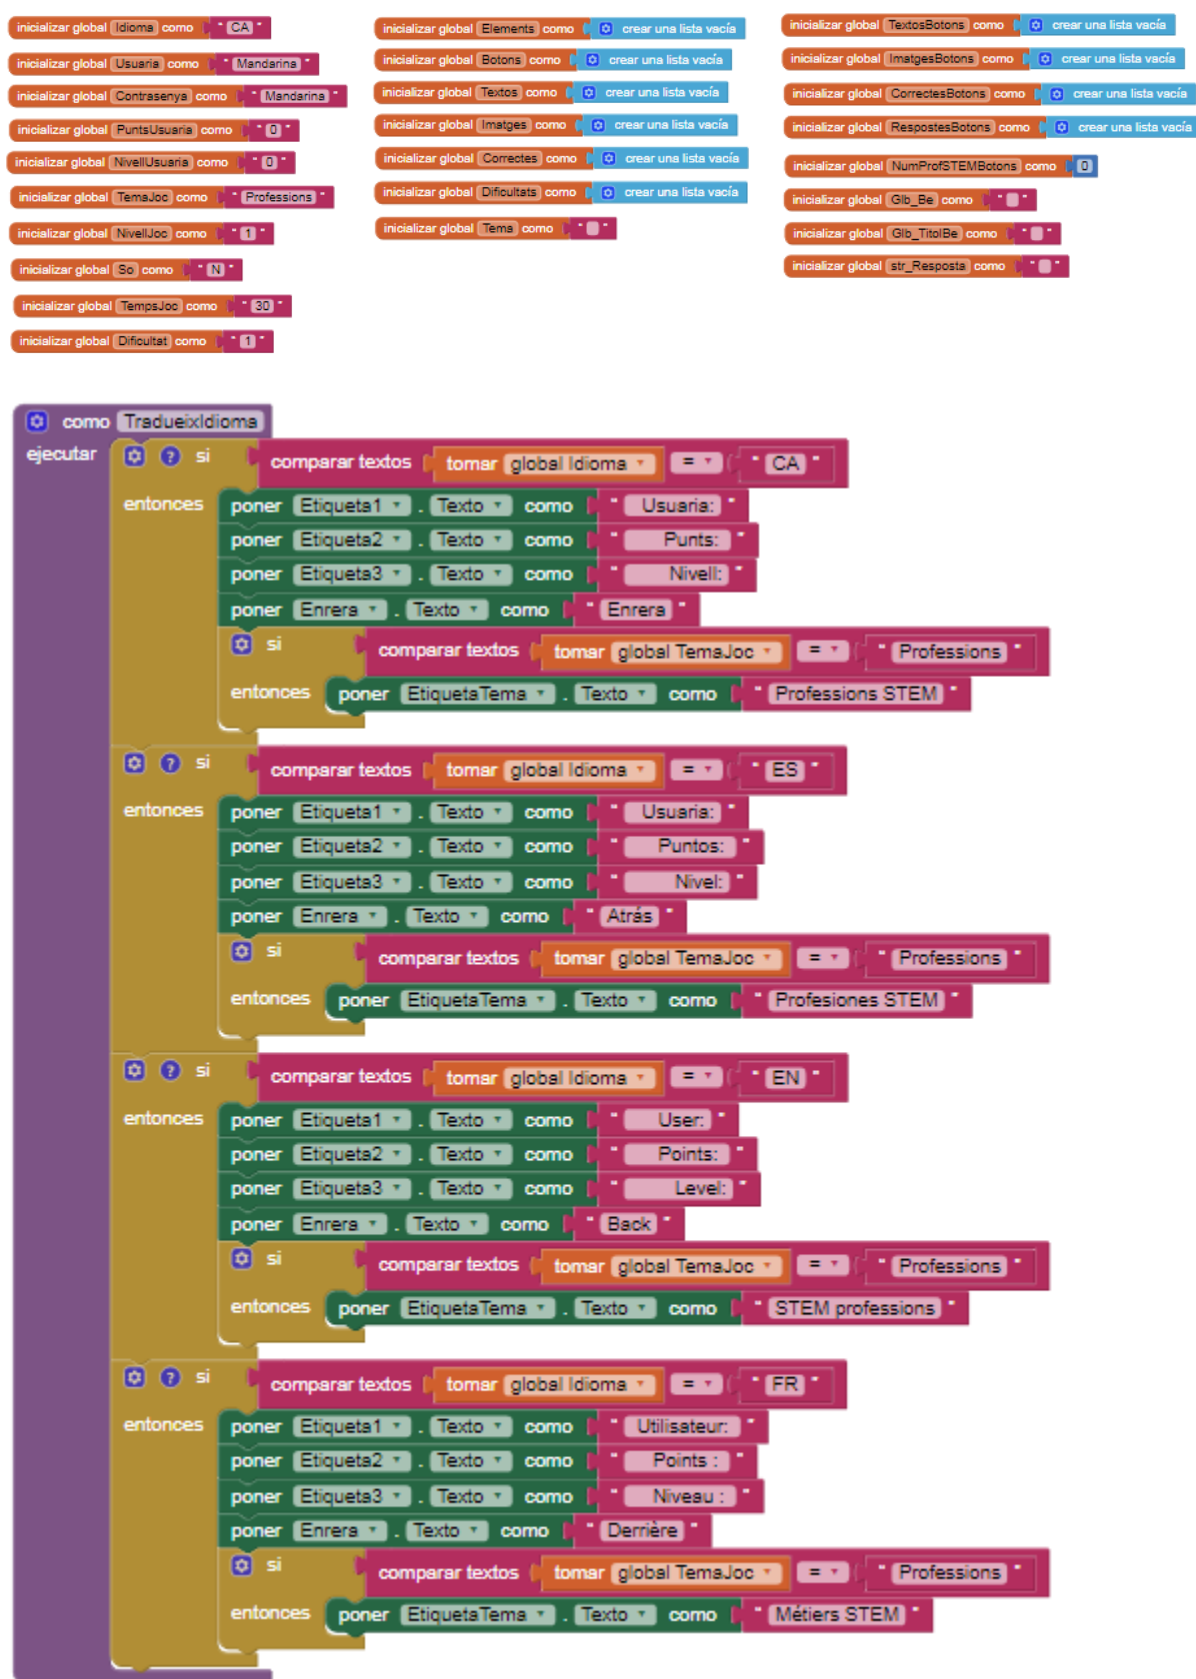 inicializar global Idioma como " CA "
inicializar global Usuaria como " Mandarina "
inicializar global Contrasenya como " Mandarina "
inicializar global PuntsUsuaria como " 0 "
inicializar global NivellUsuaria como " 0 "
inicializar global TemaJoc como " Professions "
inicializar global NivellJoc como " 1 "
inicializar global So como " N "
inicializar global TempsJoc como " 30 "
inicializar global Dificultat como " 1 "
inicializar global Elements como crear una lista vacía
inicializar global Botons como crear una lista vacía
inicializar global Textos como crear una lista vacía
inicializar global Imatges como crear una lista vacía
inicializar global Correctes como crear una lista vacía
inicializar global Dificultats como crear una lista vacía
inicializar global Tema como " "
inicializar global TextosBotons como crear una lista vacía
inicializar global ImatgesBotons como crear una lista vacía
inicializar global CorrectesBotons como crear una lista vacía
inicializar global RespostesBotons como crear una lista vacía
inicializar global NumProfSTEMBotons como 0
inicializar global Glb_Be como " "
inicializar global Glb_TitolBe como " "
inicializar global str_Resposta como " "
como TradueixIdioma
ejecutar si comparar textos tomar global Idioma = " CA "
entonces poner Etiqueta1 . Texto como " Usuaria: "
poner Etiqueta2 . Texto como " Punts: "
poner Etiqueta3 . Texto como " Nivell: "
poner Enrera . Texto como " Enrera "
si comparar textos tomar global TemaJoc = " Professions "
entonces poner EtiquetaTema . Texto como " Professions STEM "
si comparar textos tomar global Idioma = " ES "
entonces poner Etiqueta1 . Texto como " Usuaria: "
poner Etiqueta2 . Texto como " Puntos: "
poner Etiqueta3 . Texto como " Nivel: "
poner Enrera . Texto como " Atrás "
si comparar textos tomar global TemaJoc = " Professions "
entonces poner EtiquetaTema . Texto como " Profesiones STEM "
si comparar textos tomar global Idioma = " EN "
entonces poner Etiqueta1 . Texto como " User: "
poner Etiqueta2 . Texto como " Points: "
poner Etiqueta3 . Texto como " Level: "
poner Enrera . Texto como " Back "
si comparar textos tomar global TemaJoc = " Professions "
entonces poner EtiquetaTema . Texto como " STEM professions "
si comparar textos tomar global Idioma = " FR "
entonces poner Etiqueta1 . Texto como " Utilisateur: "
poner Etiqueta2 . Texto como " Points : "
poner Etiqueta3 . Texto como " Niveau : "
poner Enrera . Texto como " Derrière "
si comparar textos tomar global TemaJoc = " Professions "
entonces poner EtiquetaTema . Texto como " Métiers STEM "